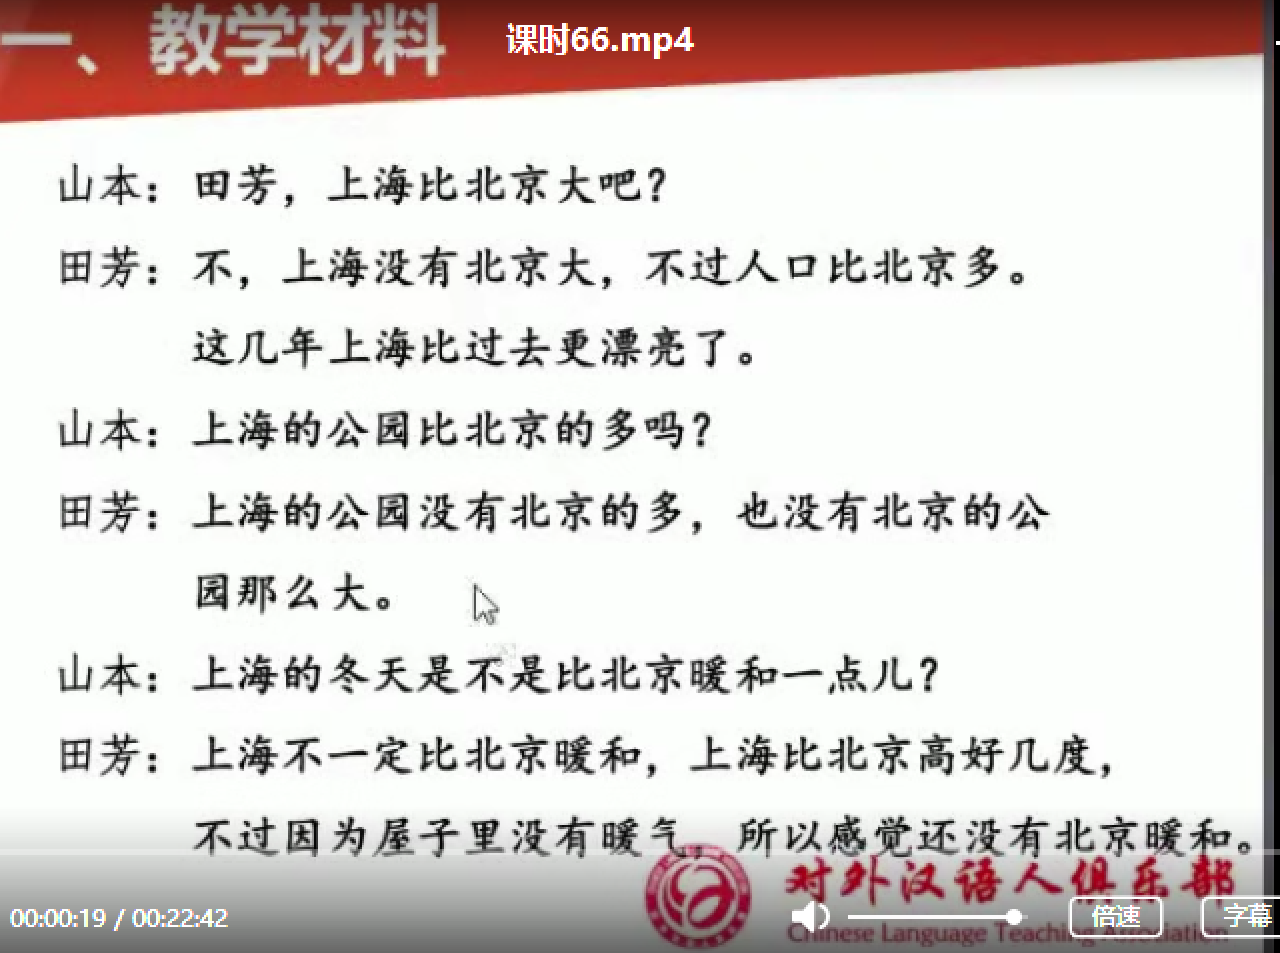 一、教学材料
课时66.mp4
山本：田芳，上海比北京大吧？
田芳：不，上海没有北京大，不过人口比北京多。
这几年上海比过去更漂亮了。
山本：上海的公园比北京的多吗？
田芳：上海的公园没有北京的多，也没有北京的公
园那么大。
山本：上海的冬天是不是比北京暖和一点儿？
田芳：上海不一定比北京暖和，上海比北京高好几度，
不过因为屋子里没有暖气，所以感觉还没有北京暖和。
对外汉语人俱乐部
Chinese Language Teaching Association
00:00:19 / 00:22:42
倍速
字幕